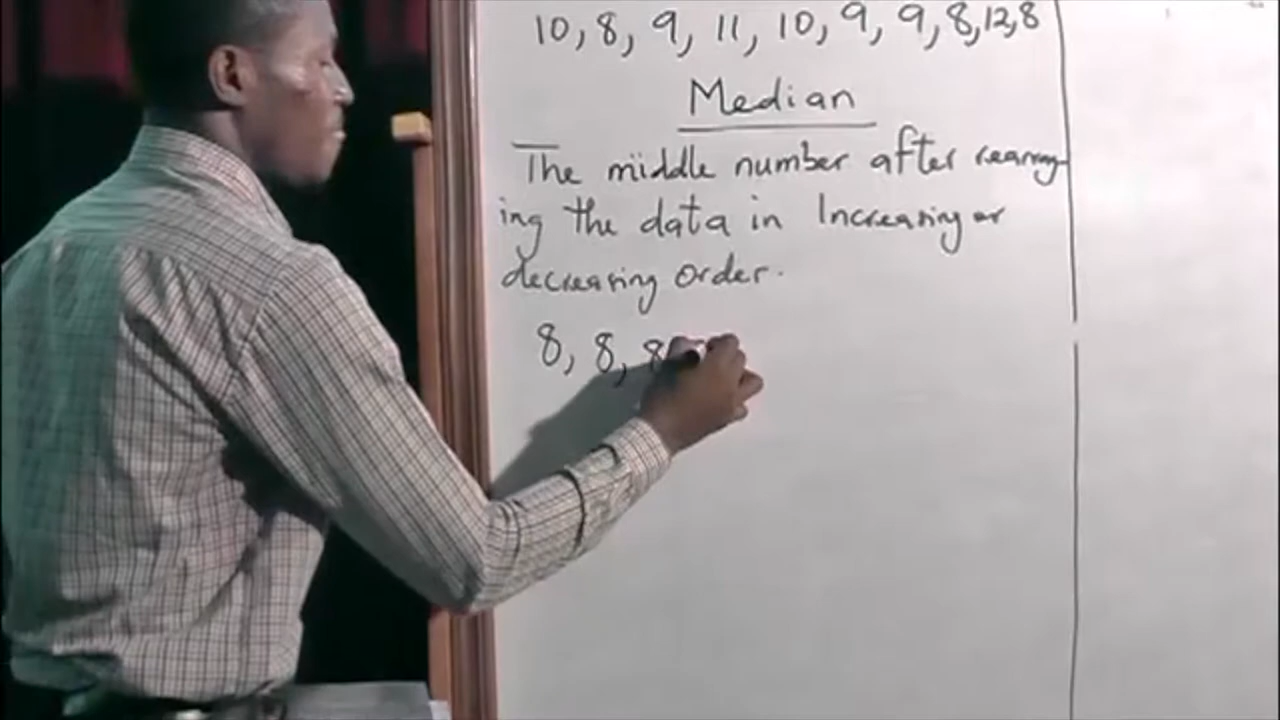 10, 8, 9, 11, 10, 9, 9, 8, 12, 8
Median
The middle number after rearrang-
ing the data in Increasing or
decreasing order.
8, 8, 8